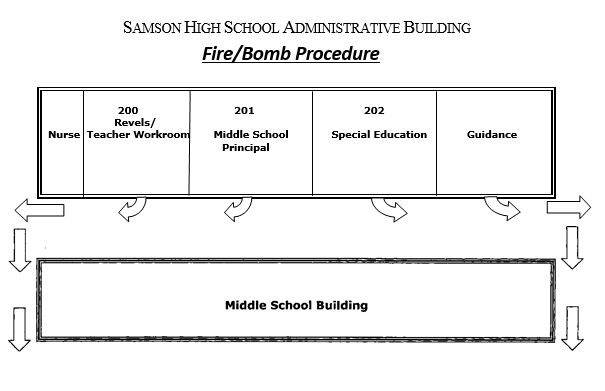 SAMSON HIGH SCHOOL ADMINISTRATIVE BUILDING
Fire/Bomb Procedure
200
201
202
Revels/
Nurse
Teacher Workroom
Middle School
Special Education
Guidance
Principal
Middle School Building